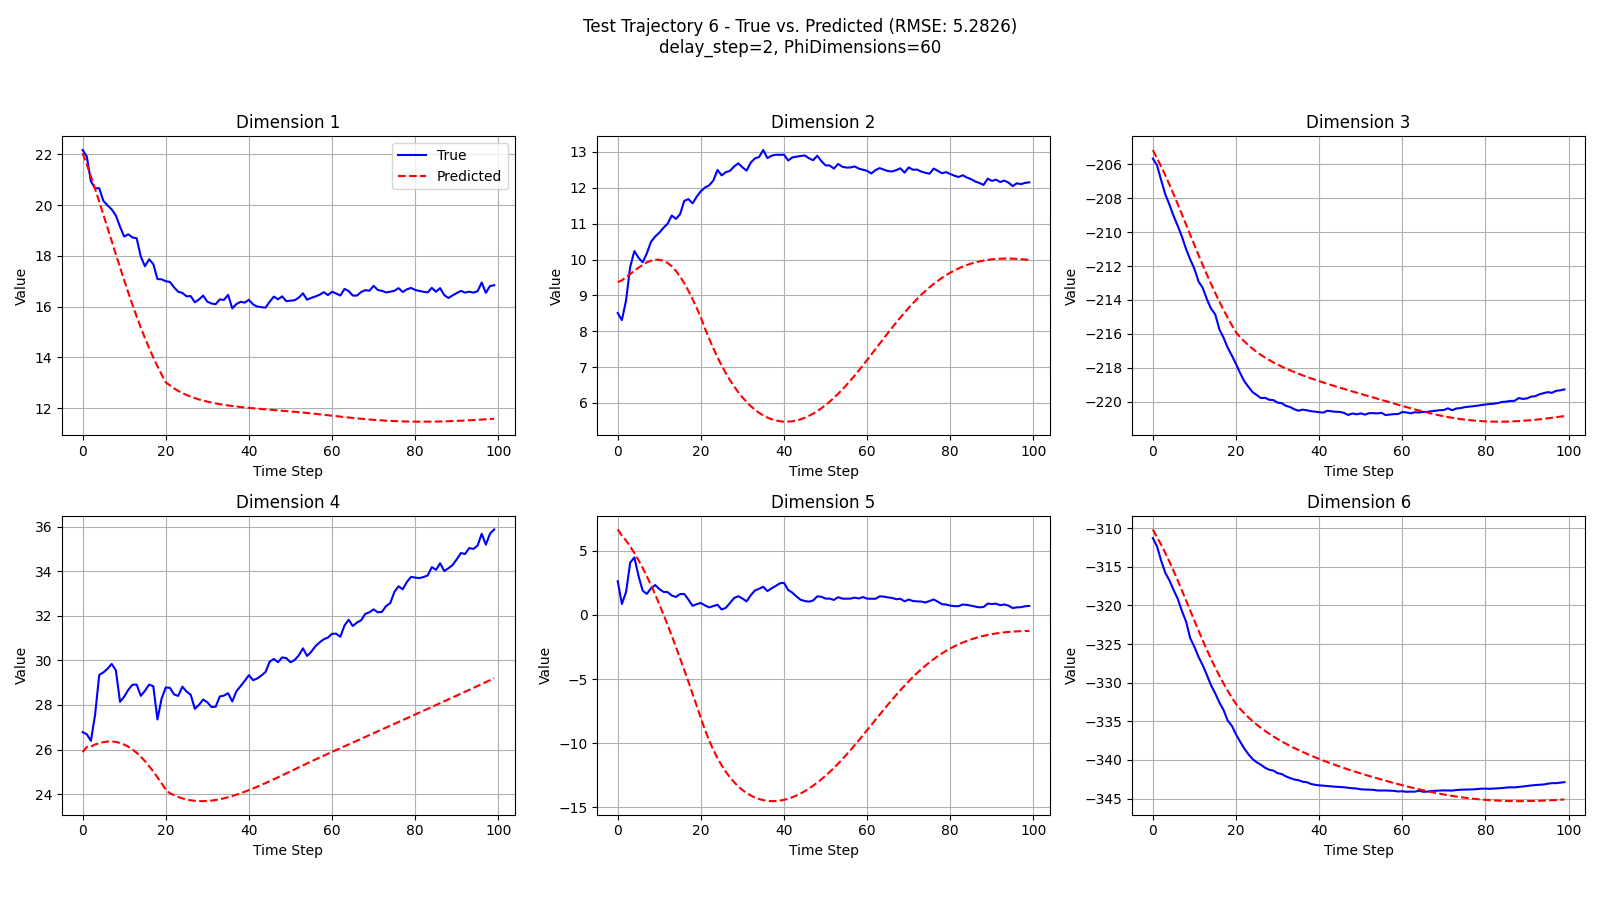 Test Trajectory 6 - True vs. Predicted (RMSE: 5.2826)
delay_step=2, PhiDimensions=60
Dimension 1
True
Predicted
22
20
18
16
14
12
Value
0 20 40 60 80 100
Time Step
Dimension 2
13
12
11
10
9
8
7
6
Value
0 20 40 60 80 100
Time Step
Dimension 3
−206
−208
−210
−212
−214
−216
−218
−220
Value
0 20 40 60 80 100
Time Step
Dimension 4
36
34
32
30
28
26
24
Value
0 20 40 60 80 100
Time Step
Dimension 5
5
0
−5
−10
−15
Value
0 20 40 60 80 100
Time Step
Dimension 6
−310
−315
−320
−325
−330
−335
−340
−345
Value
0 20 40 60 80 100
Time Step